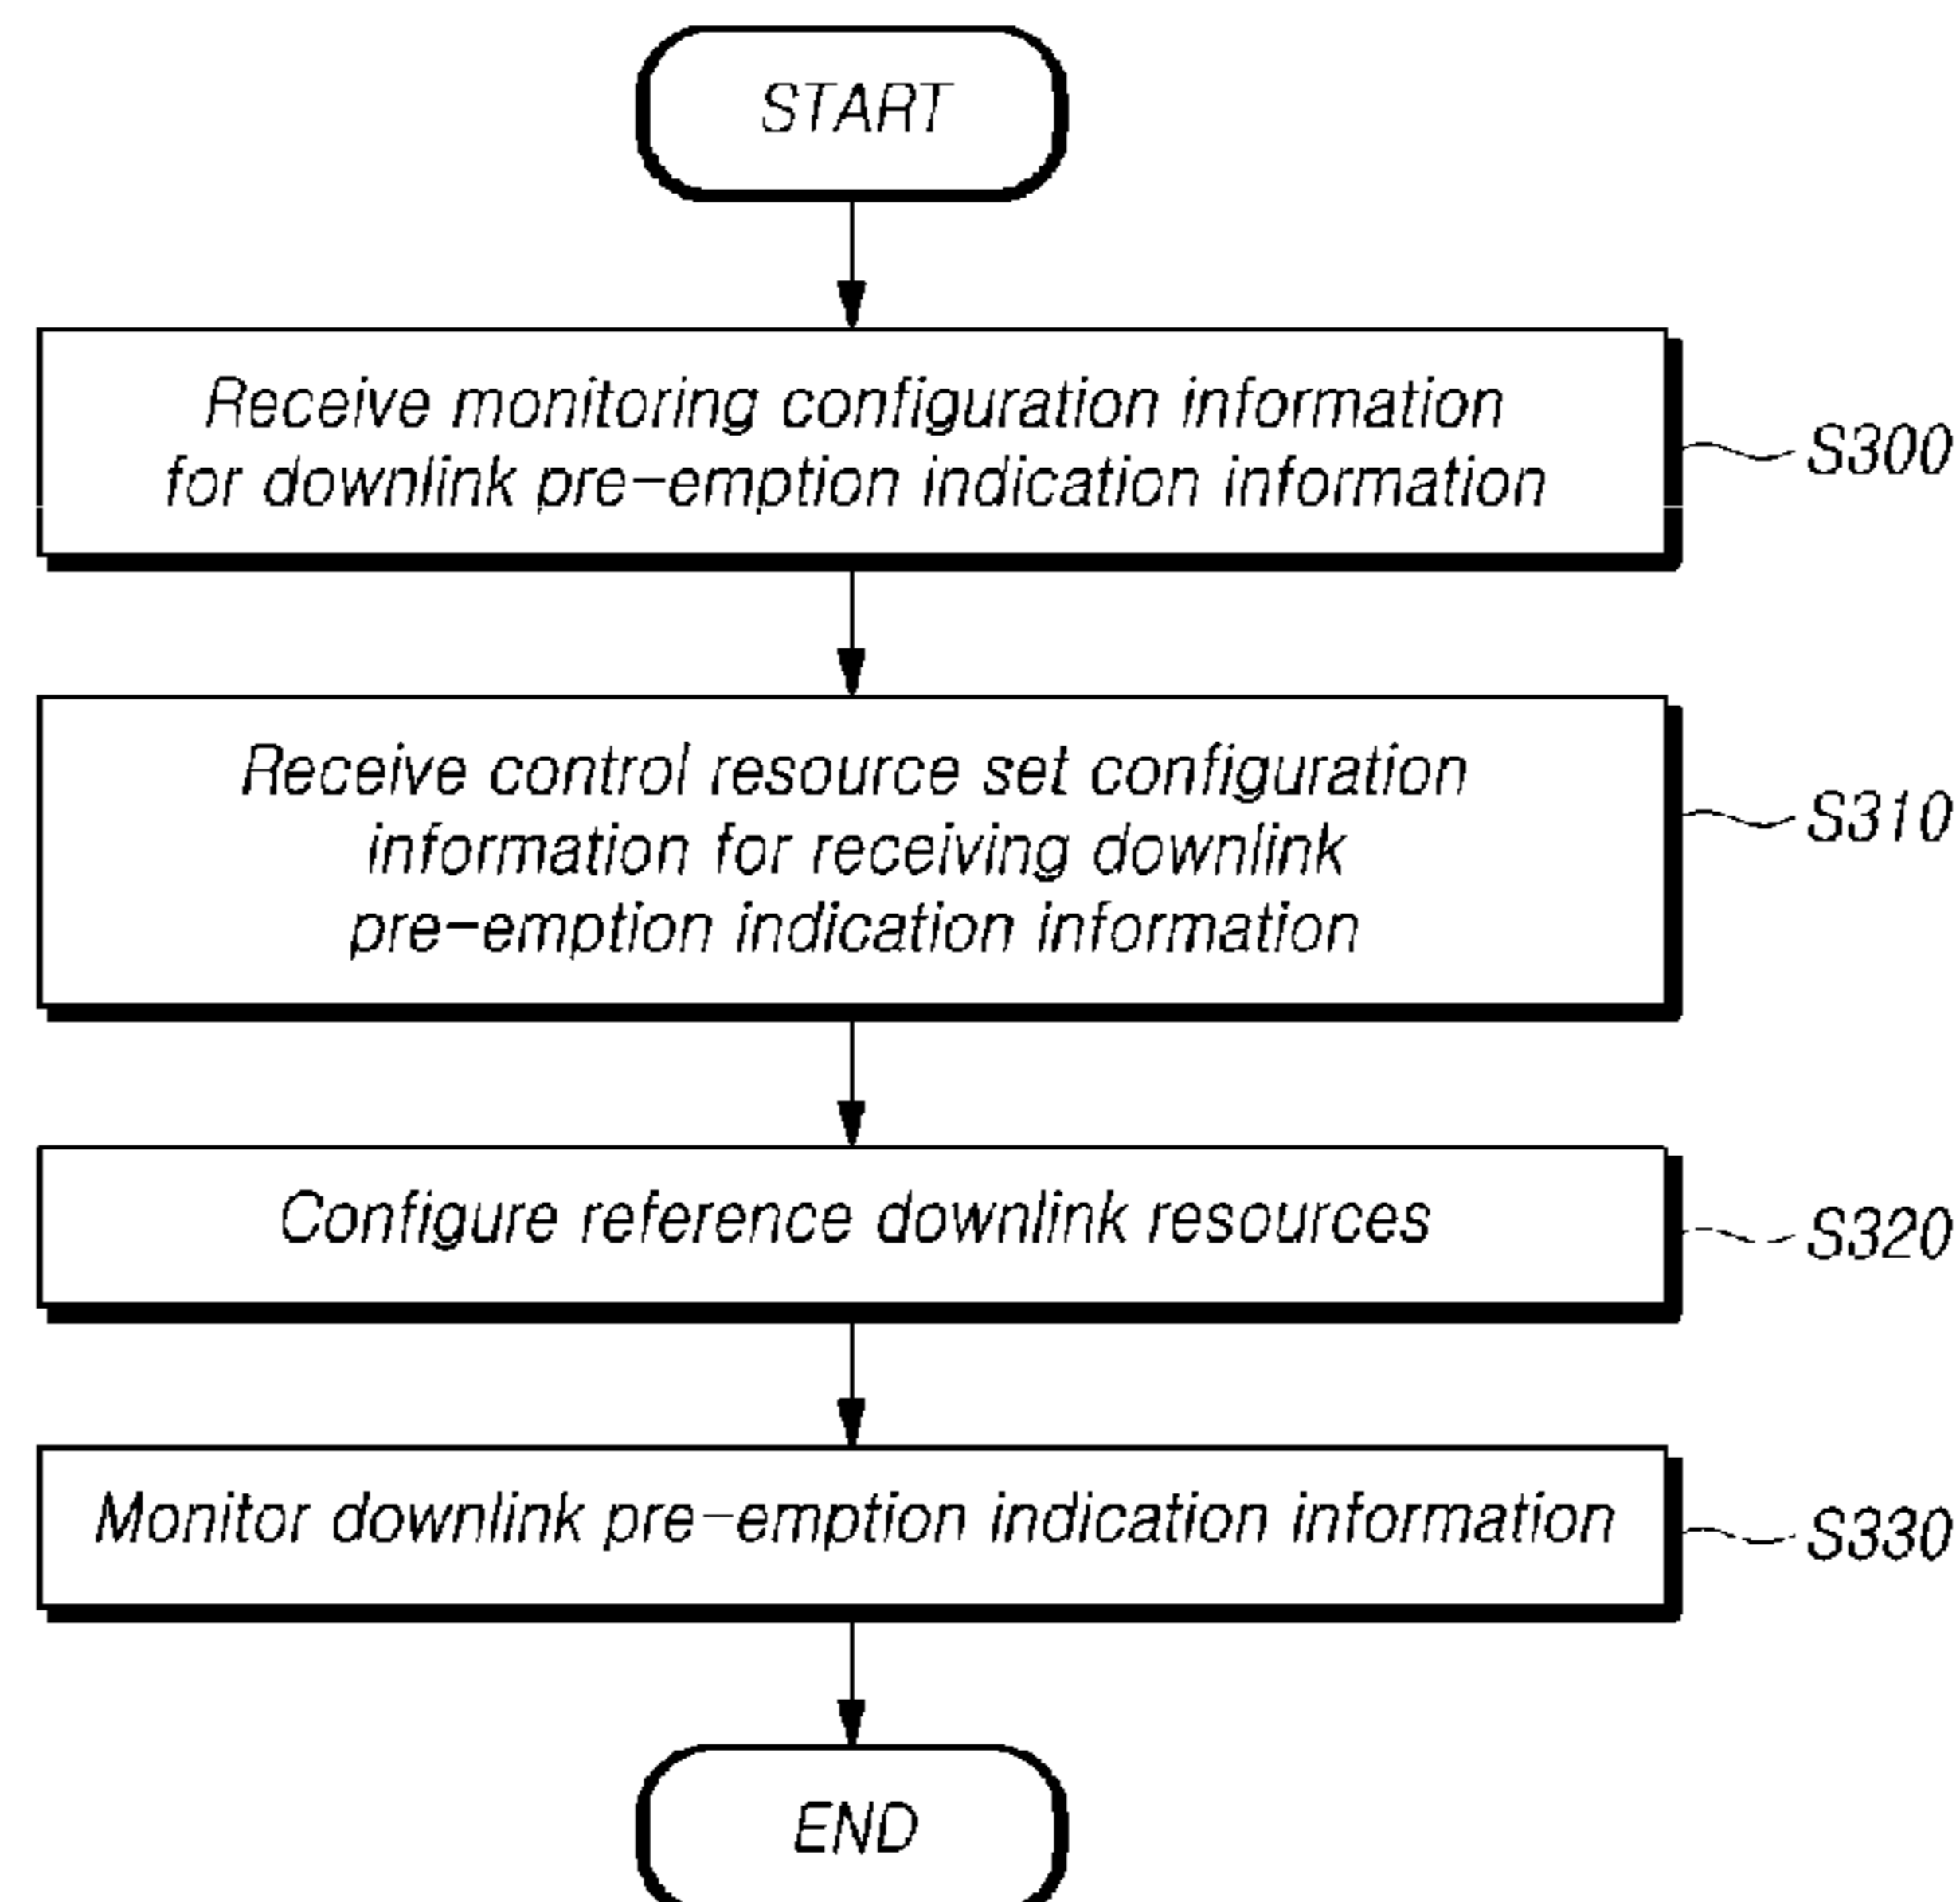 START
Receive monitoring configuration information
for downlink pre-emption indication information
S300
Receive control resource set configuration
information for receiving downlink
pre-emption indication information
S310
Configure reference downlink resources
S320
Monitor downlink pre-emption indication information
S330
END